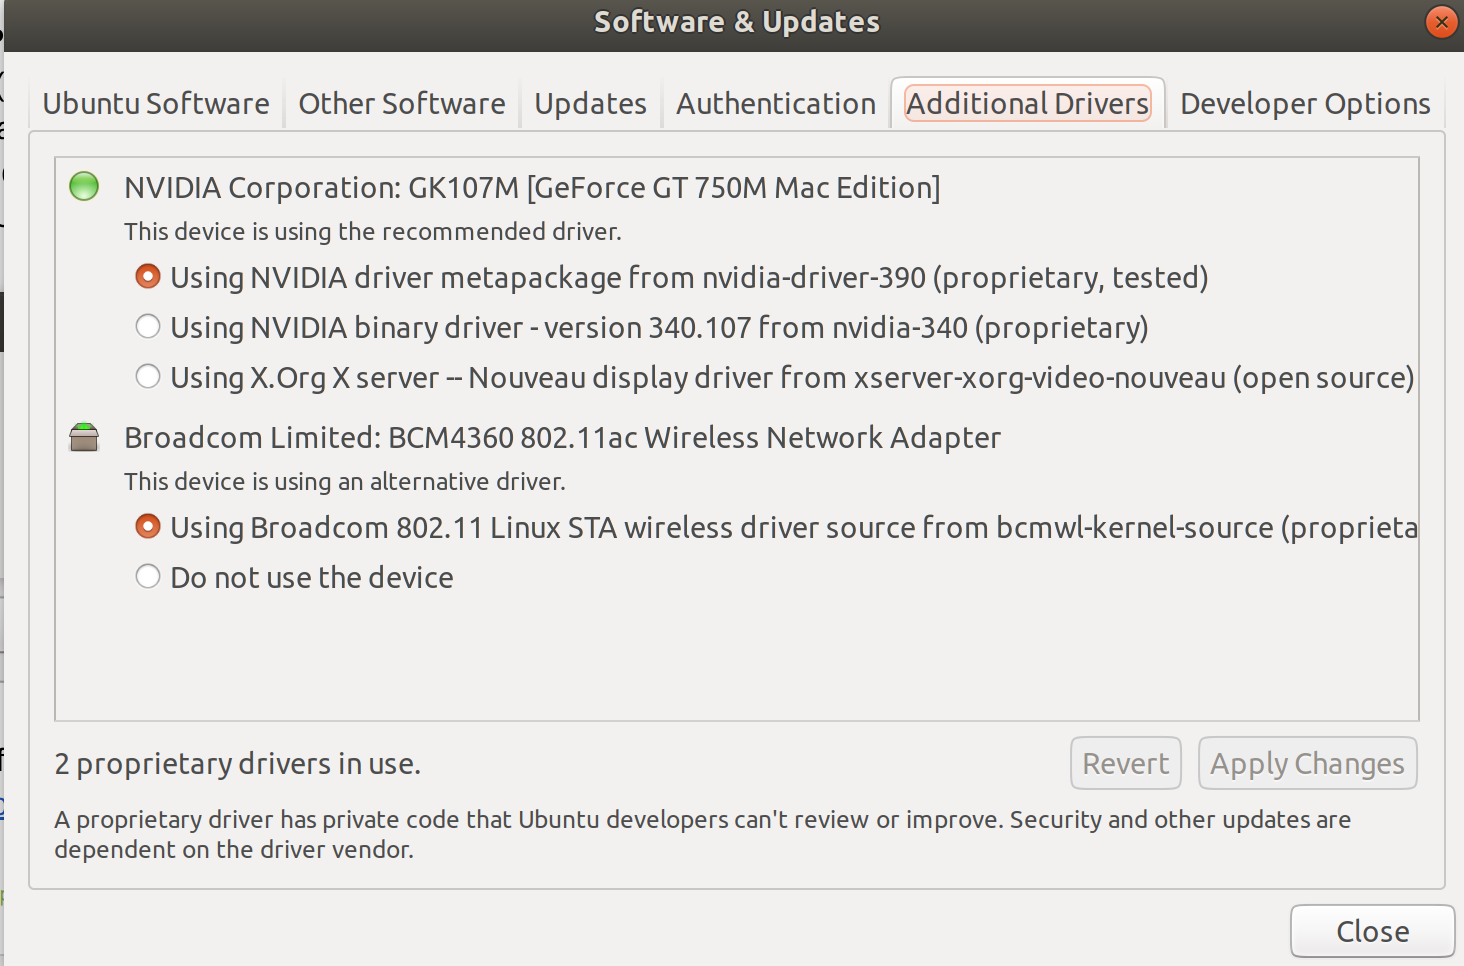 Software & Updates
Ubuntu Software
Other Software
Updates
Authentication
Additional Drivers
Developer Options
NVIDIA Corporation: GK107M [GeForce GT 750M Mac Edition]
This device is using the recommended driver.
Using NVIDIA driver metapackage from nvidia-driver-390 (proprietary, tested)
Using NVIDIA binary driver - version 340.107 from nvidia-340 (proprietary)
Using X.Org X server -- Nouveau display driver from xserver-xorg-video-nouveau (open source)
Broadcom Limited: BCM4360 802.11ac Wireless Network Adapter
This device is using an alternative driver.
Using Broadcom 802.11 Linux STA wireless driver source from bcmwl-kernel-source (proprieta
Do not use the device
2 proprietary drivers in use.
Revert
Apply Changes
A proprietary driver has private code that Ubuntu developers can't review or improve. Security and other updates are
dependent on the driver vendor.
Close